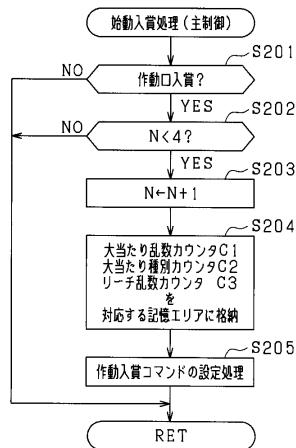 始動入賞処理(主制御)
S201
NO
作動口入賞?
YES
S202
NO
N<4?
YES
S203
N←N+1
S204
大当たり乱数カウンタC1
大当たり種別カウンタC2
リーチ乱数カウンタ C3
を
対応する記憶エリアに格納
S205
作動入賞コマンドの設定処理
RET